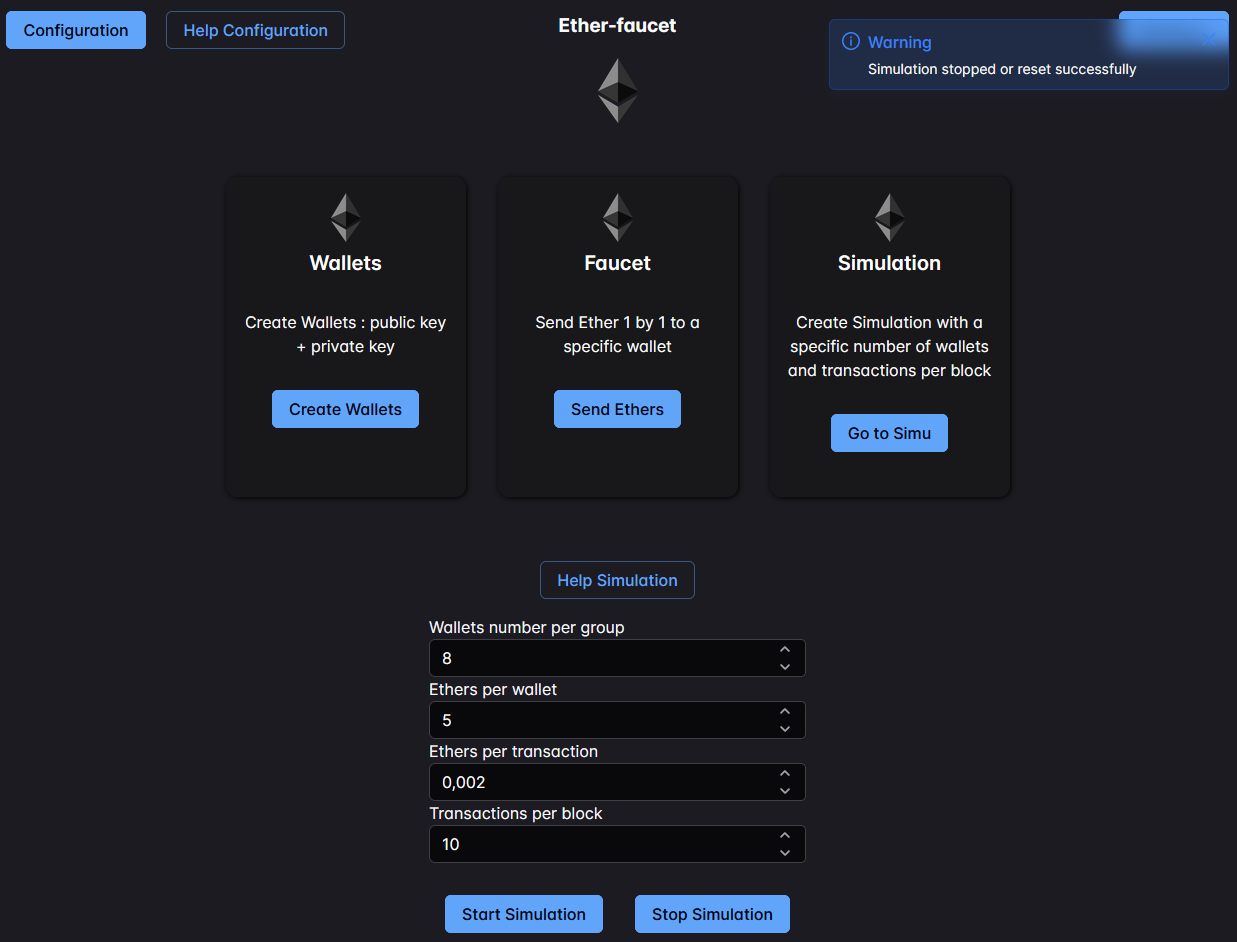 Configuration
Help Configuration
Ether-faucet
Warning
Simulation stopped or reset successfully
Wallets
Create Wallets : public key
+ private key
Create Wallets
Faucet
Send Ether 1 by 1 to a
specific wallet
Send Ethers
Simulation
Create Simulation with a
specific number of wallets
and transactions per block
Go to Simu
Help Simulation
Wallets number per group
8
Ethers per wallet
5
Ethers per transaction
0,002
Transactions per block
10
Start Simulation
Stop Simulation